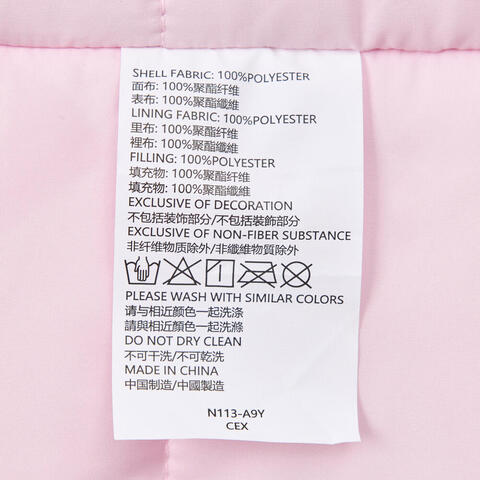 SHELL FABRIC: 100%POLYESTER
面布: 100%聚酯纤维
表布: 100%聚酯纖維
LINING FABRIC: 100%POLYESTER
里布: 100%聚酯纤维
裡布: 100%聚酯纖維
FILLING: 100%POLYESTER
填充物: 100%聚酯纤维
填充物: 100%聚酯纖維
EXCLUSIVE OF DECORATION
不包括装饰部分/不包括裝飾部分
EXCLUSIVE OF NON-FIBER SUBSTANCE
非纤维物质除外/非纖維物質除外
PLEASE WASH WITH SIMILAR COLORS
请与相近颜色一起洗涤
請與相近顏色一起洗滌
DO NOT DRY CLEAN
不可干洗/不可乾洗
MADE IN CHINA
中国制造/中國製造
N113-A9Y
CEX